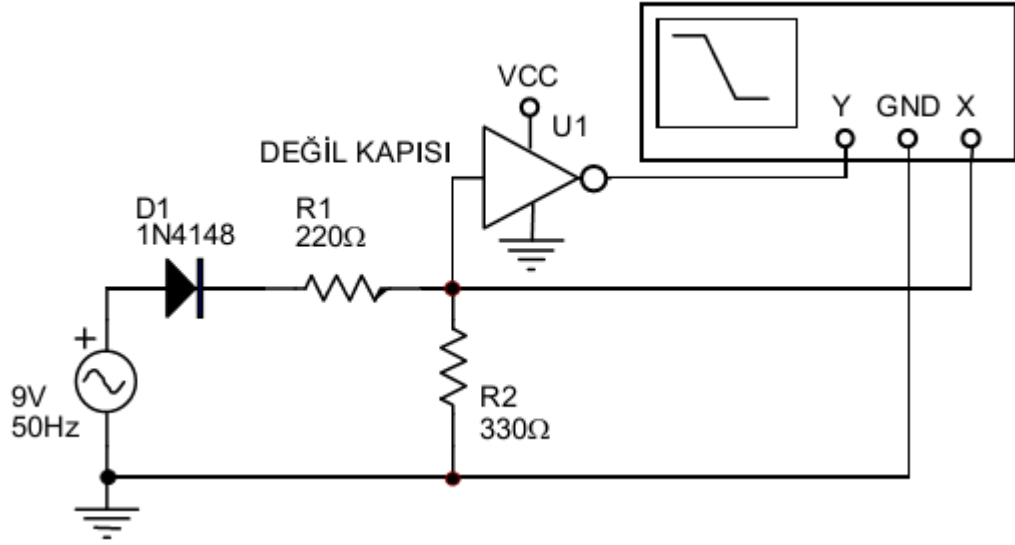 VCC
U1
Y GND X
DEĞİL KAPISI
D1
1N4148
R1
220Ω
+
9V
50Hz
R2
330Ω